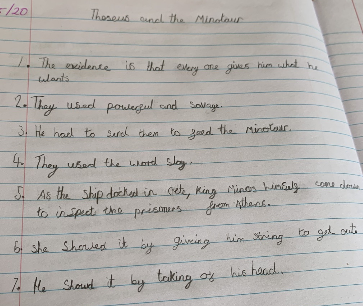 5/20
Theseus and the Minotaur
1. The evidence is that every one gives him what he
wants
2. They used powerful and savage.
3. He had to send them to feed the Minotaur.
4. They used the word slay.
5. As the ship docked in Crete, king Minos himself came down
to inspect the prisoners from Athens.
6. She showed it by giving him string to get out.
7. He showd it by taking off his head.